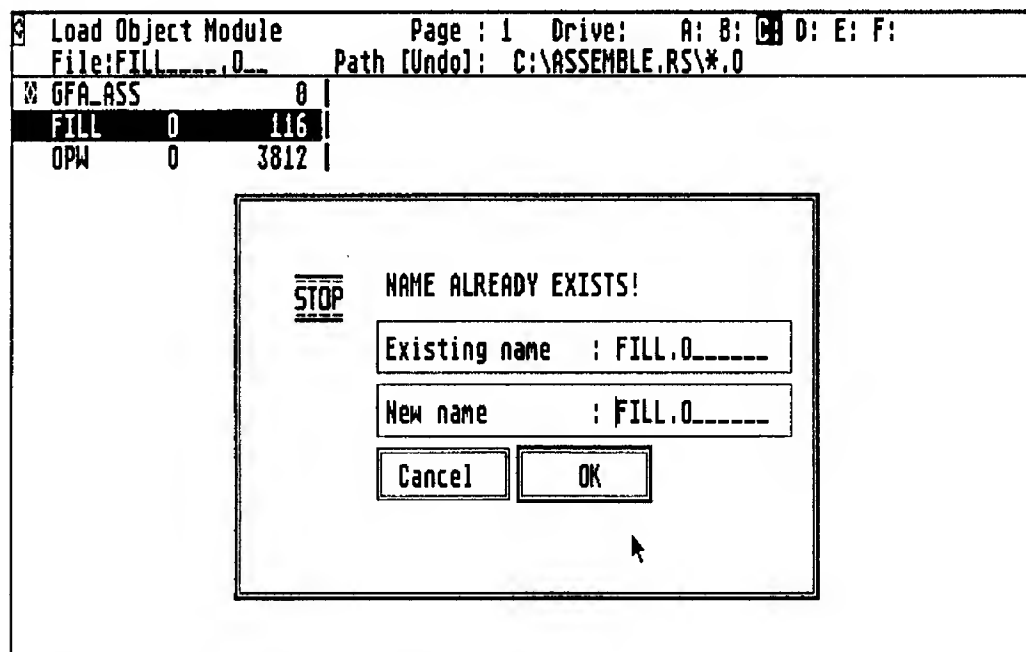 Load Object Module Page : 1 Drive: A: B: C: D: E: F:
File:FILL____.O__ Path [Undo]: C:\ASSEMBLE.RS\*.O
GFA_ASS 0
FILL O 116
OPW O 3812
STOP
NAME ALREADY EXISTS!
Existing name : FILL.O______
New name : FILL.O______
Cancel OK